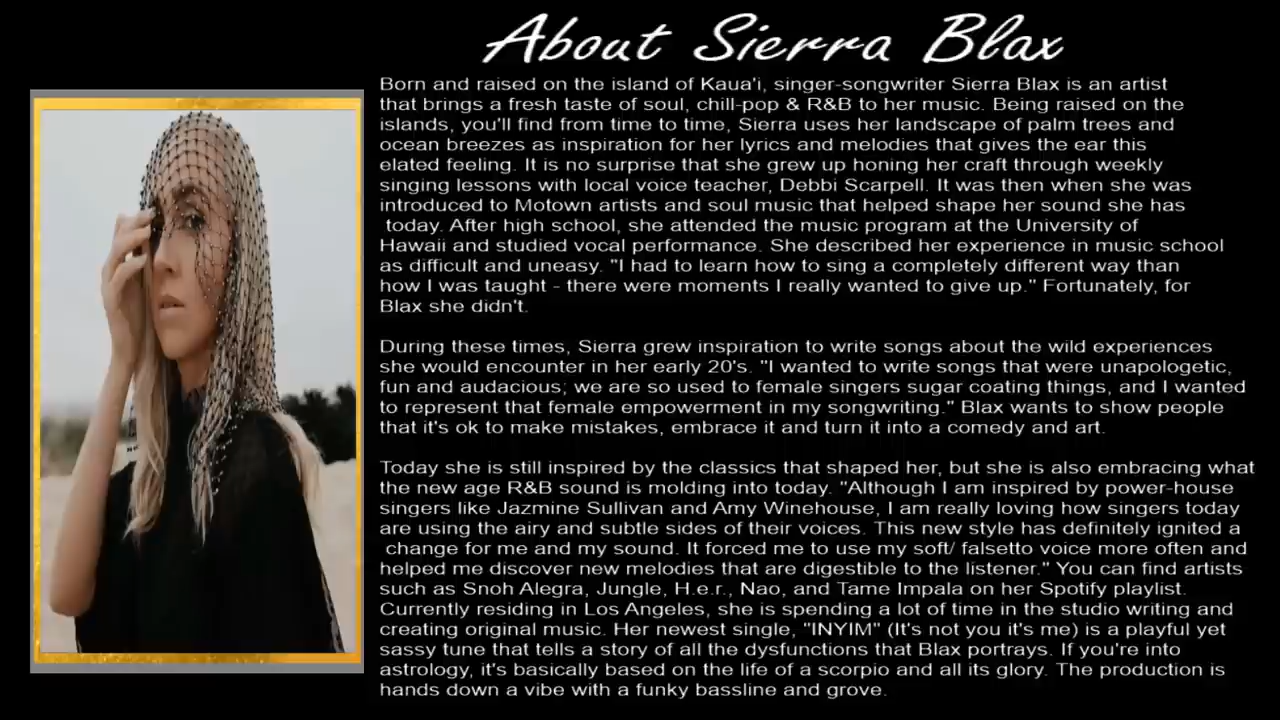 About Sierra Blax
Born and raised on the island of Kaua'i, singer-songwriter Sierra Blax is an artist
that brings a fresh taste of soul, chill-pop & R&B to her music. Being raised on the
islands, you'll find from time to time, Sierra uses her landscape of palm trees and
ocean breezes as inspiration for her lyrics and melodies that gives the ear this
elated feeling. It is no surprise that she grew up honing her craft through weekly
singing lessons with local voice teacher, Debbi Scarpell. It was then when she was
introduced to Motown artists and soul music that helped shape her sound she has
today. After high school, she attended the music program at the University of
Hawaii and studied vocal performance. She described her experience in music school
as difficult and uneasy. "I had to learn how to sing a completely different way than
how I was taught - there were moments I really wanted to give up." Fortunately, for
Blax she didn't.
During these times, Sierra grew inspiration to write songs about the wild experiences
she would encounter in her early 20's. "I wanted to write songs that were unapologetic,
fun and audacious; we are so used to female singers sugar coating things, and I wanted
to represent that female empowerment in my songwriting." Blax wants to show people
that it's ok to make mistakes, embrace it and turn it into a comedy and art.
Today she is still inspired by the classics that shaped her, but she is also embracing what
the new age R&B sound is molding into today. "Although I am inspired by power-house
singers like Jazmine Sullivan and Amy Winehouse, I am really loving how singers today
are using the airy and subtle sides of their voices. This new style has definitely ignited a
change for me and my sound. It forced me to use my soft/ falsetto voice more often and
helped me discover new melodies that are digestible to the listener." You can find artists
such as Snoh Alegra, Jungle, H.e.r., Nao, and Tame Impala on her Spotify playlist.
Currently residing in Los Angeles, she is spending a lot of time in the studio writing and
creating original music. Her newest single, "INYIM" (It's not you it's me) is a playful yet
sassy tune that tells a story of all the dysfunctions that Blax portrays. If you're into
astrology, it's basically based on the life of a scorpio and all its glory. The production is
hands down a vibe with a funky bassline and grove.